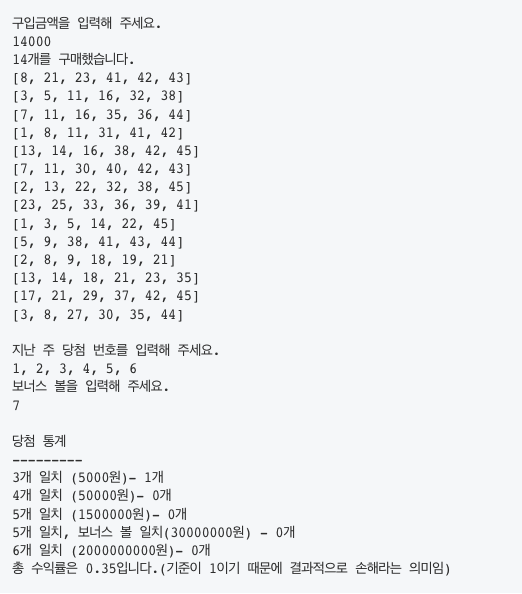 구입금액을 입력해 주세요.
14000
14개를 구매했습니다.
[8, 21, 23, 41, 42, 43]
[3, 5, 11, 16, 32, 38]
[7, 11, 16, 35, 36, 44]
[1, 8, 11, 31, 41, 42]
[13, 14, 16, 38, 42, 45]
[7, 11, 30, 40, 42, 43]
[2, 13, 22, 32, 38, 45]
[23, 25, 33, 36, 39, 41]
[1, 3, 5, 14, 22, 45]
[5, 9, 38, 41, 43, 44]
[2, 8, 9, 18, 19, 21]
[13, 14, 18, 21, 23, 35]
[17, 21, 29, 37, 42, 45]
[3, 8, 27, 30, 35, 44]
지난 주 당첨 번호를 입력해 주세요.
1, 2, 3, 4, 5, 6
보너스 볼을 입력해 주세요.
7
당첨 통계
---------
3개 일치 (5000원)- 1개
4개 일치 (50000원)- 0개
5개 일치 (1500000원)- 0개
5개 일치, 보너스 볼 일치(30000000원) - 0개
6개 일치 (2000000000원)- 0개
총 수익률은 0.35입니다.(기준이 1이기 때문에 결과적으로 손해라는 의미임)